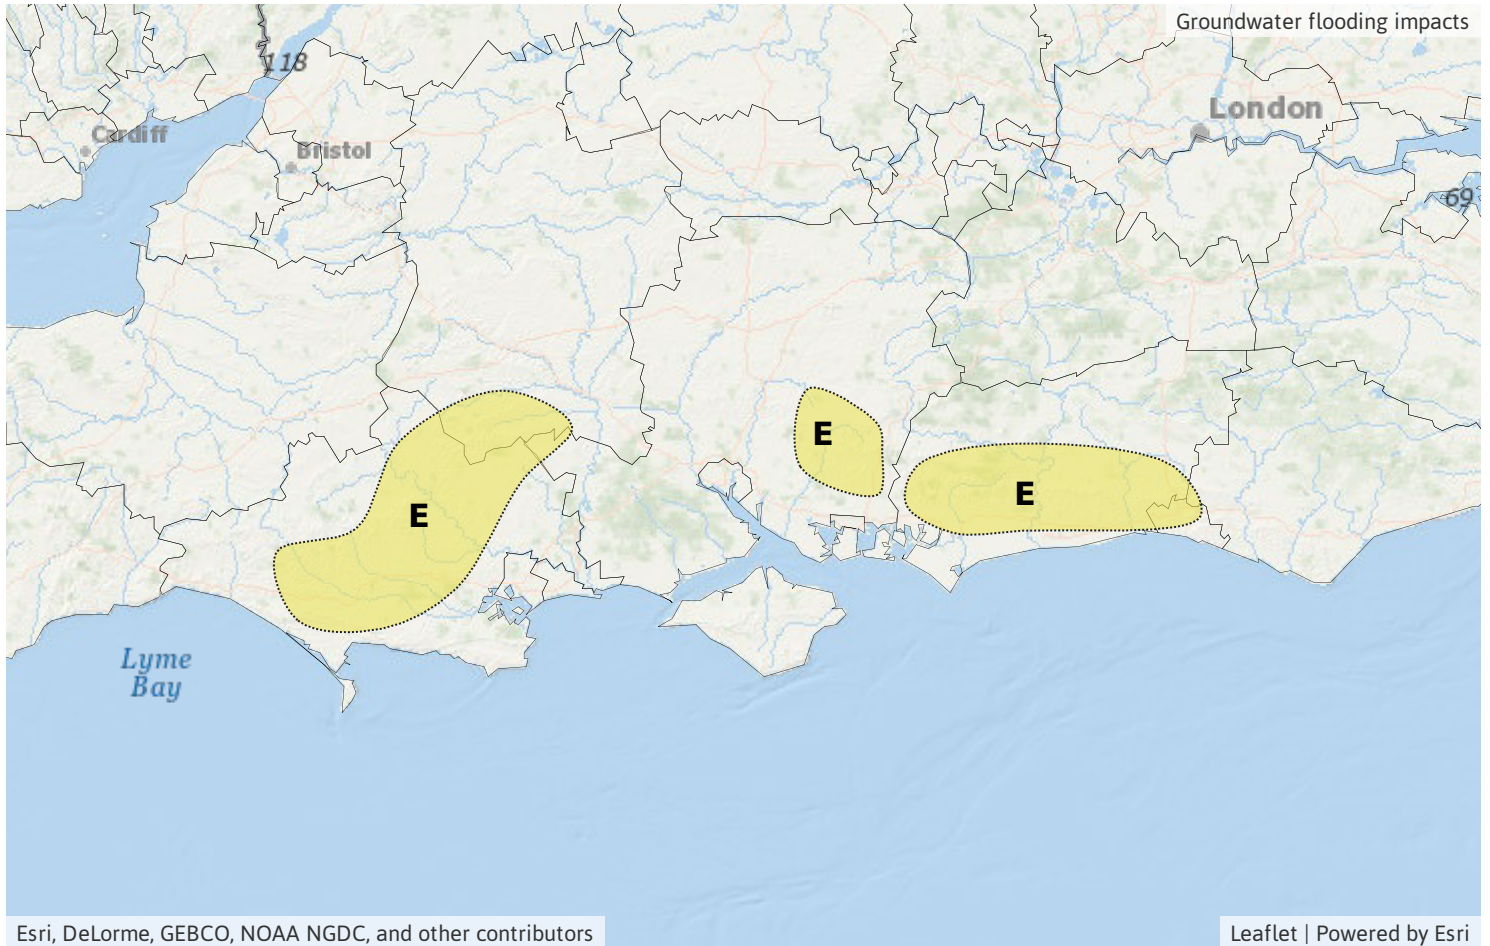 Groundwater flooding impacts
118
London
Cardiff
Bristol
69
E
E
E
Lyme
Bay
Esri, DeLorme, GEBCO, NOAA NGDC, and other contributors
Leaflet | Powered by Esri